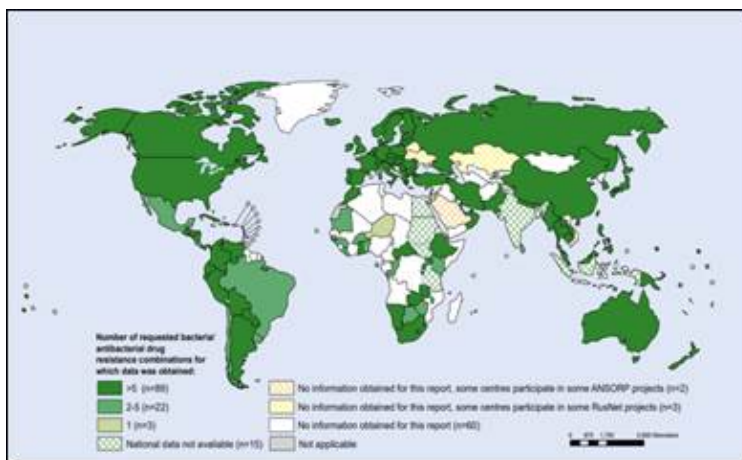 Number of requested bacterial/
antibacterial drug
resistance combinations for
which data was obtained:
>5 (n=89)
2-5 (n=22)
1 (n=3)
National data not available (n=15)
No information obtained for this report, some centres participate in some ANSORP projects (n=2)
No information obtained for this report, some centres participate in some RusNet projects (n=3)
No information obtained for this report (n=60)
Not applicable